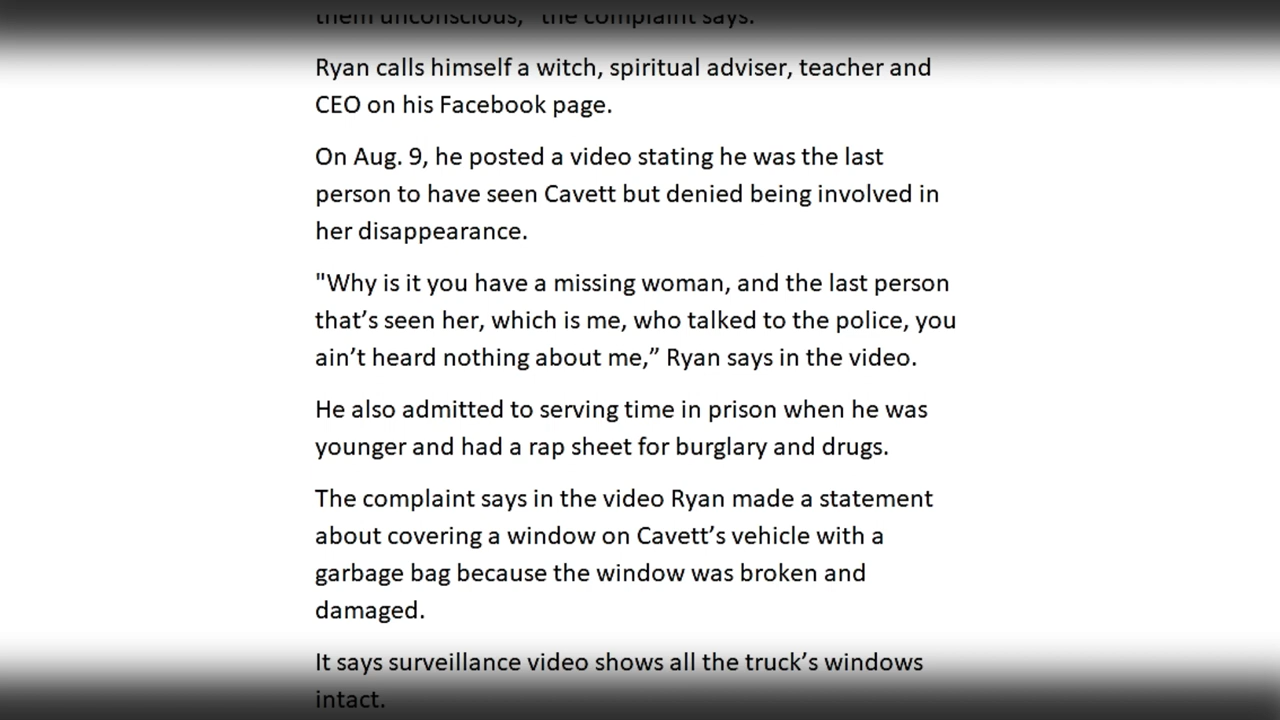 them unconscious," the complaint says.
Ryan calls himself a witch, spiritual adviser, teacher and
CEO on his Facebook page.
On Aug. 9, he posted a video stating he was the last
person to have seen Cavett but denied being involved in
her disappearance.
"Why is it you have a missing woman, and the last person
that’s seen her, which is me, who talked to the police, you
ain’t heard nothing about me,” Ryan says in the video.
He also admitted to serving time in prison when he was
younger and had a rap sheet for burglary and drugs.
The complaint says in the video Ryan made a statement
about covering a window on Cavett’s vehicle with a
garbage bag because the window was broken and
damaged.
It says surveillance video shows all the truck’s windows
intact.